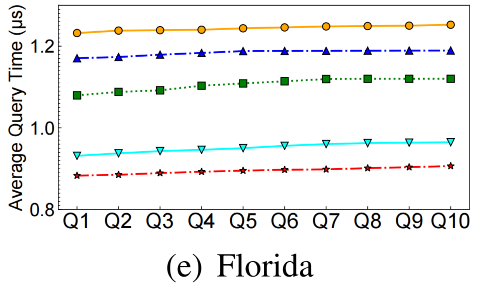 Average Query Time (μs)
1.2
1.0
0.8
Q1 Q2 Q3 Q4 Q5 Q6 Q7 Q8 Q9 Q10
(e) Florida